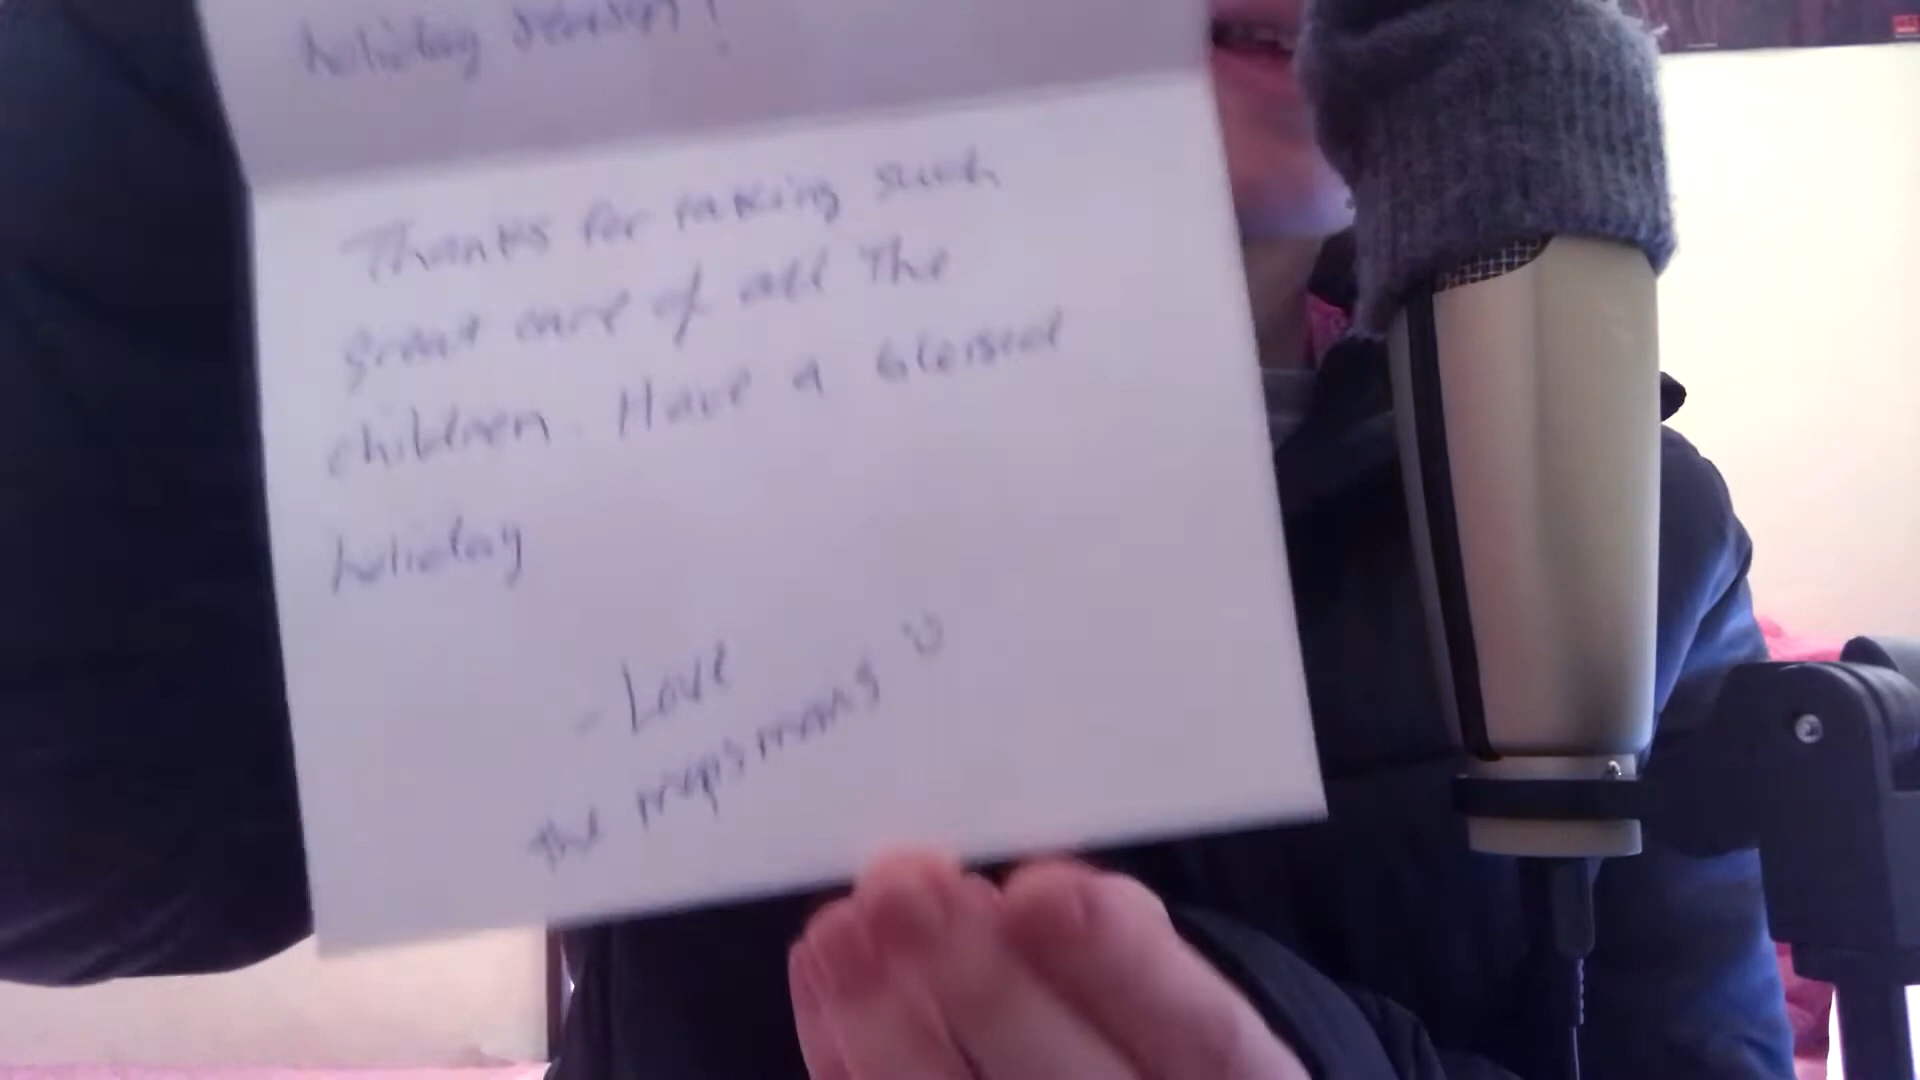 holiday season!
Thanks for taking such
great care of all the
children. Have a blessed
holiday
- Love
the